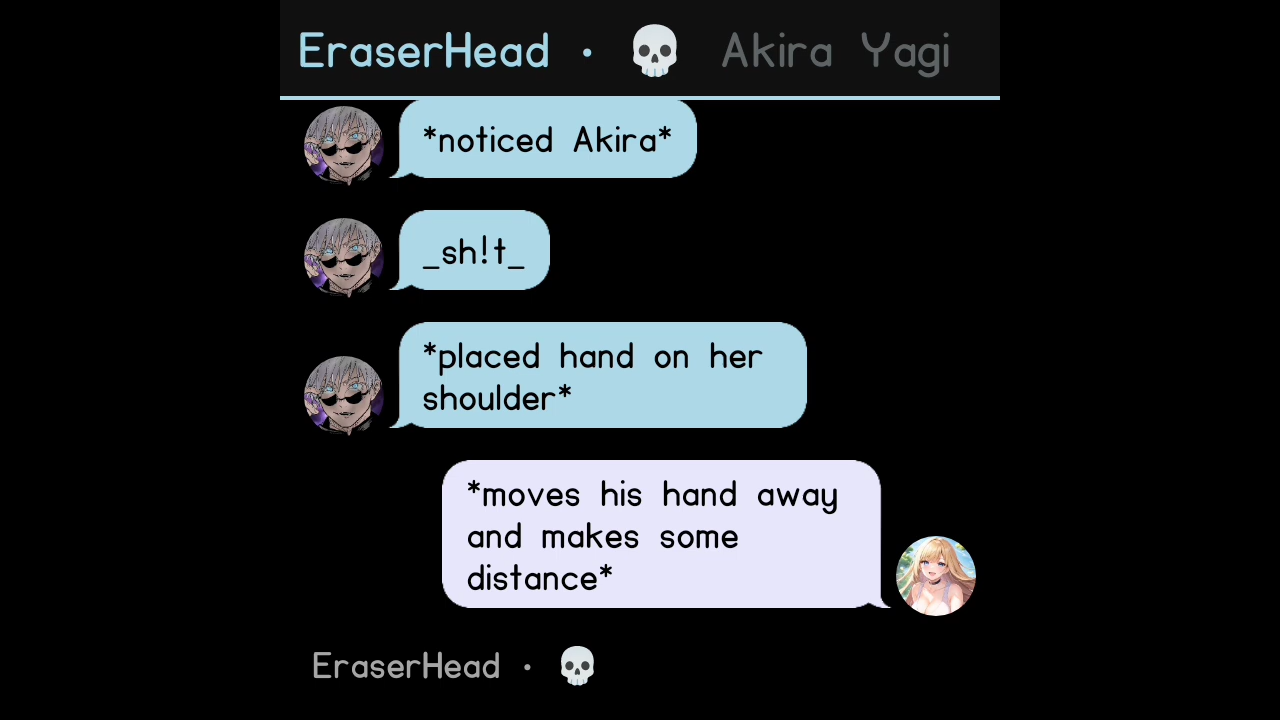 EraserHead • 💀 Akira Yagi
*noticed Akira*
_sh!t_
*placed hand on her
shoulder*
*moves his hand away
and makes some
distance*
EraserHead • 💀